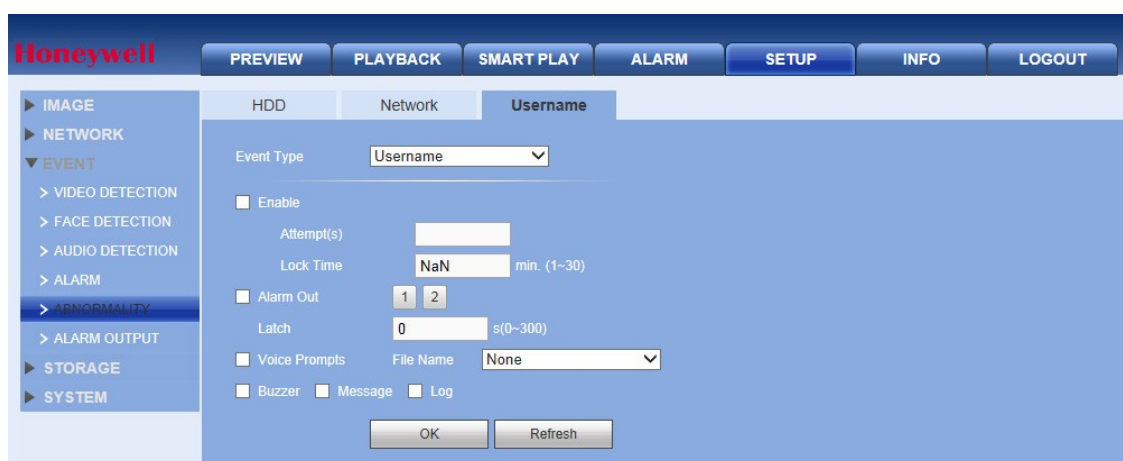 Honeywell
PREVIEW PLAYBACK SMART PLAY ALARM SETUP INFO LOGOUT
IMAGE
NETWORK
EVENT
> VIDEO DETECTION
> FACE DETECTION
> AUDIO DETECTION
> ALARM
> ABNORMALITY
> ALARM OUTPUT
STORAGE
SYSTEM
HDD Network Username
Event Type Username
Enable
Attempt(s)
Lock Time NaN min. (1~30)
Alarm Out 1 2
Latch 0 s(0~300)
Voice Prompts File Name None
Buzzer Message Log
OK Refresh